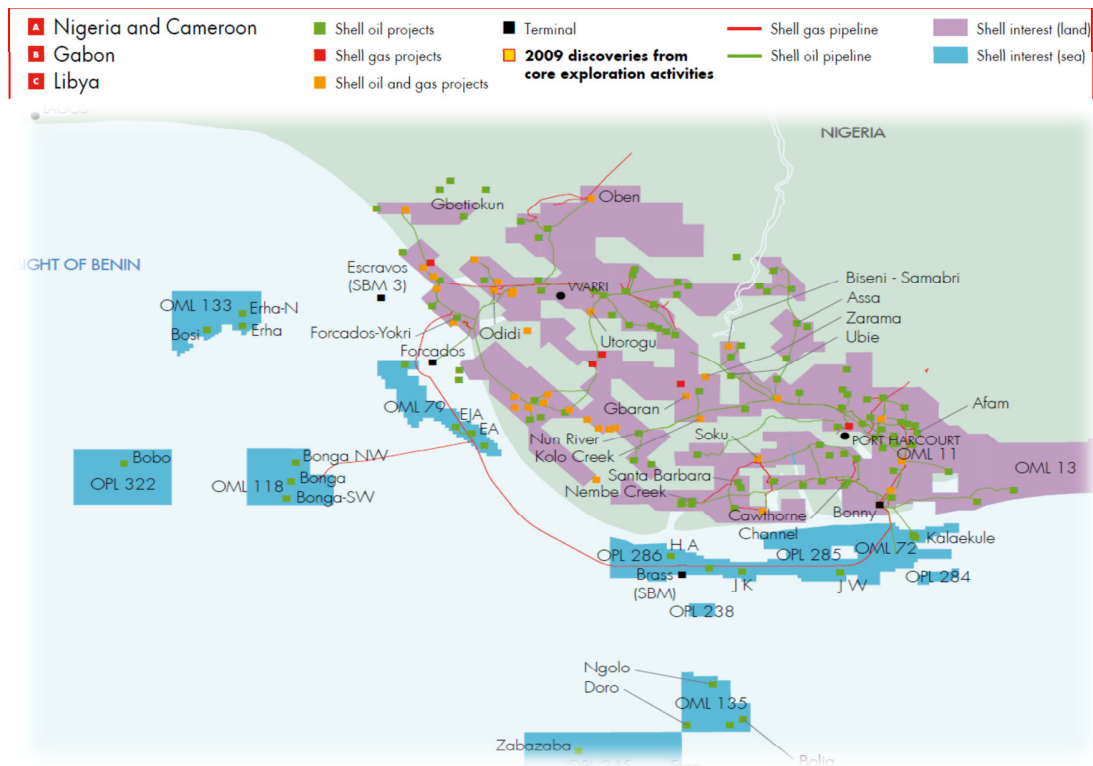 A Nigeria and Cameroon
B Gabon
C Libya
Shell oil projects
Shell gas projects
Shell oil and gas projects
Terminal
2009 discoveries from
core exploration activities
Shell gas pipeline
Shell oil pipeline
Shell interest (land)
Shell interest (sea)
LAGOS
NIGERIA
Oben
Gbetiokun
BIGHT OF BENIN
Escravos
(SBM 3)
WARRI
Biseni - Samabri
Assa
Zarama
Ubie
OML 133
Erha-N
Erha
Bosi
Forcados-Yokri
Odidi
Utorogu
Forcados
OML 79
EJA
EA
Gbaran
Afam
Nun River
Kolo Creek
Soku
PORT HARCOURT
OML 11
OML 13
Bobo
OPL 322
Bonga NW
Bonga
OML 118
Bonga-SW
Santa Barbara
Nembe Creek
Cawthorne
Channel
Bonny
Kalaekule
H A
OPL 286
OPL 285
OML 72
OPL 284
Brass
(SBM)
J K
J W
OPL 238
Ngolo
Doro
OML 135
Bolia
Zabazaba